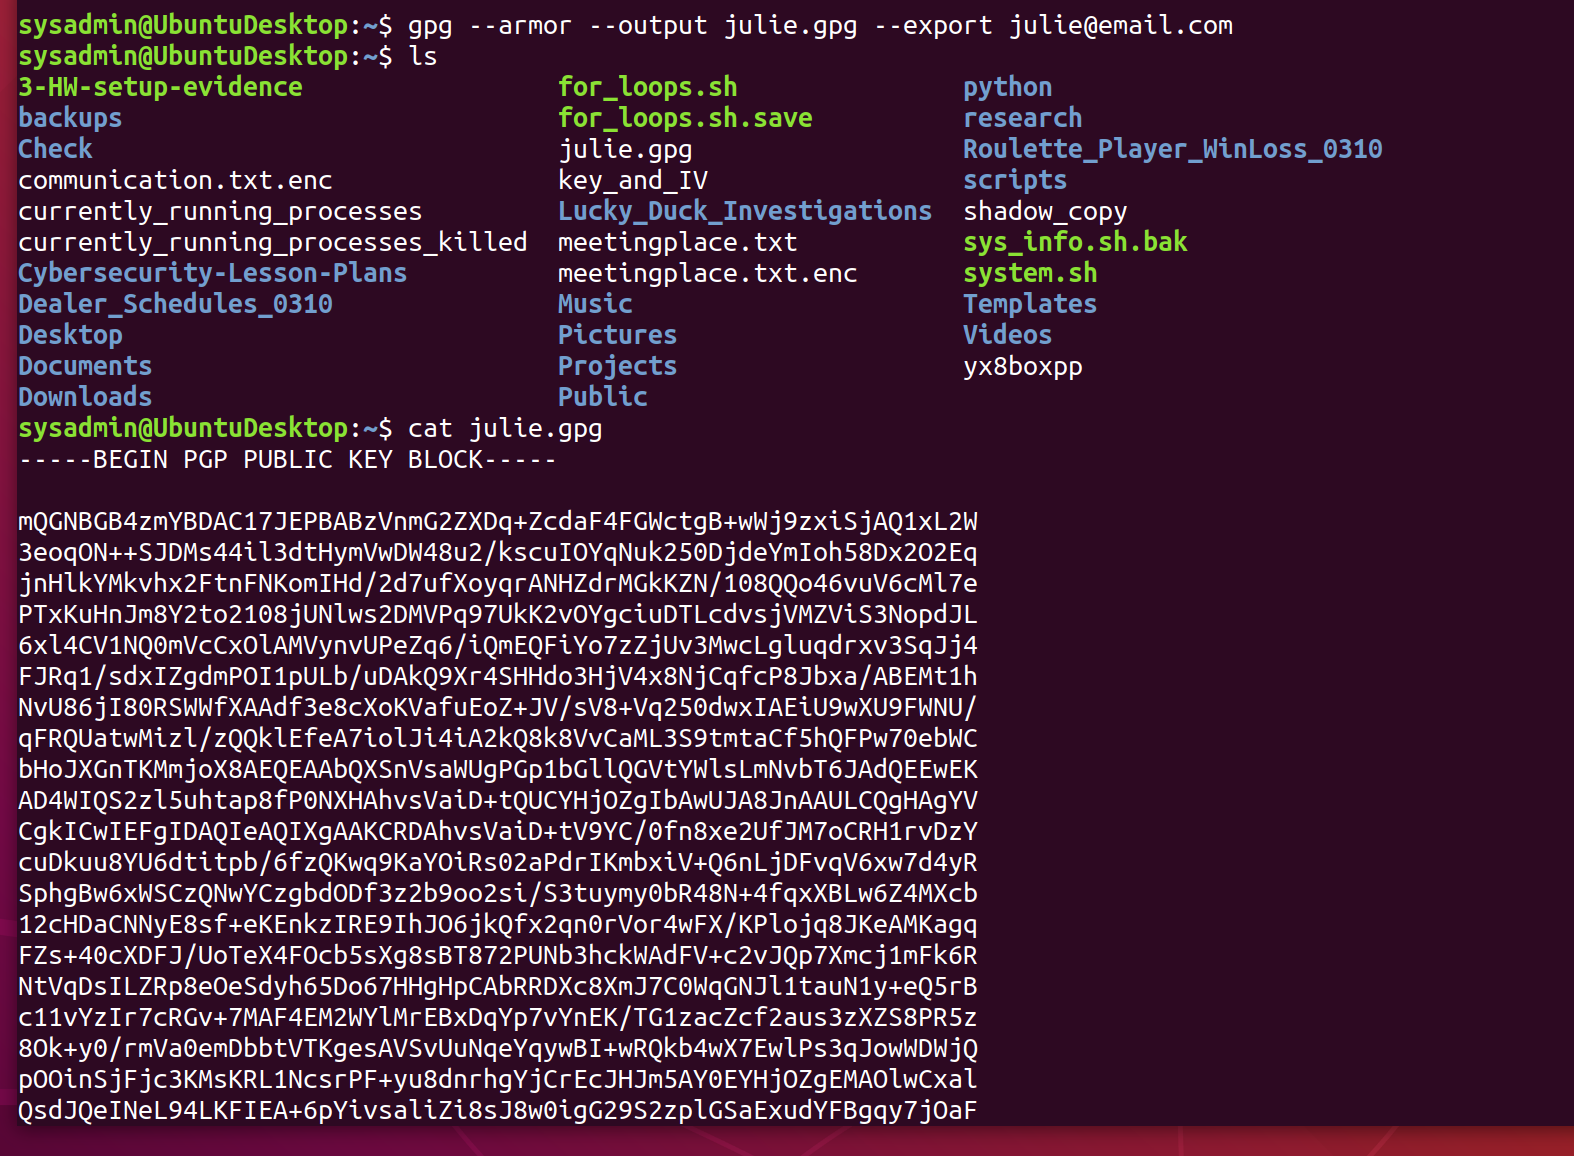 sysadmin@UbuntuDesktop:~$ gpg --armor --output julie.gpg --export julie@email.com
sysadmin@UbuntuDesktop:~$ ls
3-HW-setup-evidence for_loops.sh python
backups for_loops.sh.save research
Check julie.gpg Roulette_Player_WinLoss_0310
communication.txt.enc key_and_IV scripts
currently_running_processes Lucky_Duck_Investigations shadow_copy
currently_running_processes_killed meetingplace.txt sys_info.sh.bak
Cybersecurity-Lesson-Plans meetingplace.txt.enc system.sh
Dealer_Schedules_0310 Music Templates
Desktop Pictures Videos
Documents Projects yx8boxpp
Downloads Public
sysadmin@UbuntuDesktop:~$ cat julie.gpg
-----BEGIN PGP PUBLIC KEY BLOCK-----
mQGNBGB4zmYBDAC17JEPBABzVnmG2ZXDq+ZcdaF4FGWctgB+wWj9zxiSjAQ1xL2W
3eoqON++SJDMs44il3dtHymVwDW48u2/kscuIOYqNuk250DjdeYmIoh58Dx2O2Eq
jnHlkYMkvhx2FtnFNKomIHd/2d7ufXoyqrANHZdrMGkKZN/108QQo46vuV6cMl7e
PTxKuHnJm8Y2to2108jUNlws2DMVPq97UkK2vOYgciuDTLcdvsjVMZViS3NopdJL
6xl4CV1NQ0mVcCxOlAMVynvUPeZq6/iQmEQFiYo7zZjUv3MwcLgluqdrxv3SqJj4
FJRq1/sdxIZgdmPOI1pULb/uDAkQ9Xr4SHHdo3HjV4x8NjCqfcP8Jbxa/ABEMt1h
NvU86jI80RSWWfXAAdf3e8cXoKVafuEoZ+JV/sV8+Vq250dwxIAEiU9wXU9FWNU/
qFRQUatwMizl/zQQklEfeA7iolJi4iA2kQ8k8VvCaML3S9tmtaCf5hQFPw70ebWC
bHoJXGnTKMmjoX8AEQEAAbQXSnVsaWUgPGp1bGllQGVtYWlsLmNvbT6JAdQEEwEK
AD4WIQS2zl5uhtap8fP0NXHAhvsVaiD+tQUCYHjOZgIbAwUJA8JnAAULCQgHAgYV
CgkICwIEFgIDAQIeAQIXgAAKCRDAhvsVaiD+tV9YC/0fn8xe2UfJM7oCRH1rvDzY
cuDkuu8YU6dtitpb/6fzQKwq9KaYOiRs02aPdrIKmbxiV+Q6nLjDFvqV6xw7d4yR
SphgBw6xWSCzQNwYCzgbdODf3z2b9oo2si/S3tuymy0bR48N+4fqxXBLw6Z4MXcb
12cHDaCNNyE8sf+eKEnkzIRE9IhJO6jkQfx2qn0rVor4wFX/KPlojq8JKeAMKagq
FZs+40cXDFJ/UoTeX4FOcb5sXg8sBT872PUNb3hckWAdFV+c2vJQp7Xmcj1mFk6R
NtVqDsILZRp8eOeSdyh65Do67HHgHpCAbRRDXc8XmJ7C0WqGNJl1tauN1y+eQ5rB
c11vYzIr7cRGv+7MAF4EM2WYlMrEBxDqYp7vYnEK/TG1zacZcf2aus3zXZS8PR5z
8Ok+y0/rmVa0emDbbtVTKgesAVSvUuNqeYqywBI+wRQkb4wX7EwlPs3qJowWDWjQ
pOOinSjFjc3KMsKRL1NcsrPF+yu8dnrhgYjCrEcJHJm5AY0EYHjOZgEMAOlwCxal
QsdJQeINeL94LKFIEA+6pYivsaliZi8sJ8w0igG29S2zplGSaExudYFBgqy7jOaF